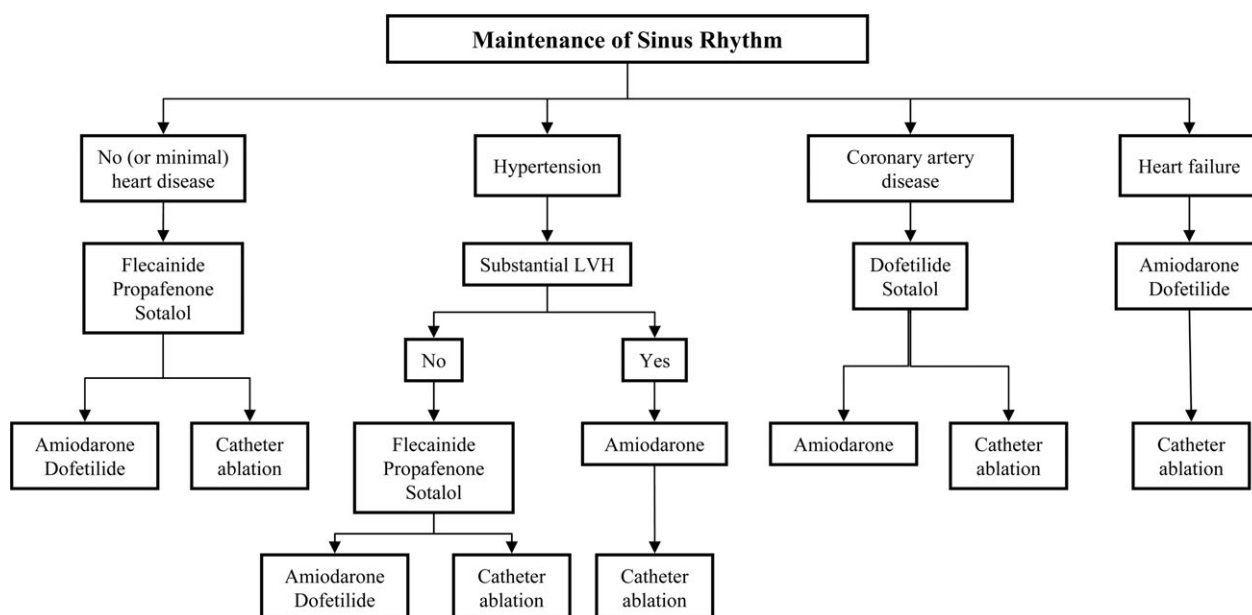 Maintenance of Sinus Rhythm
No (or minimal)
heart disease
Hypertension
Coronary artery
disease
Heart failure
Flecainide
Propafenone
Sotalol
Substantial LVH
Dofetilide
Sotalol
Amiodarone
Dofetilide
No
Yes
Amiodarone
Dofetilide
Catheter
ablation
Flecainide
Propafenone
Sotalol
Amiodarone
Amiodarone
Catheter
ablation
Catheter
ablation
Amiodarone
Dofetilide
Catheter
ablation
Catheter
ablation